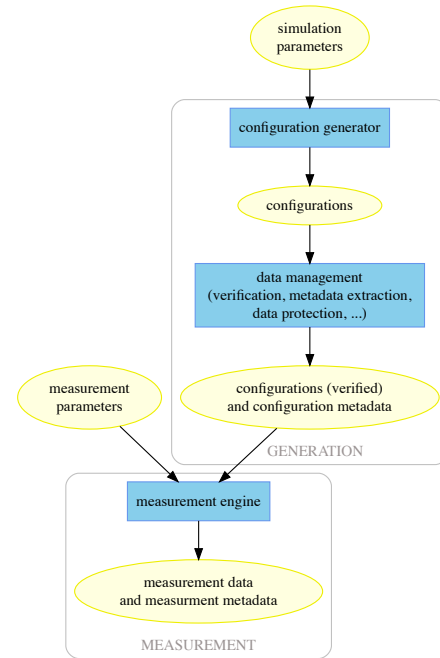 simulation
parameters
configuration generator
configurations
data management
(verification, metadata extraction,
data protection, ...)
measurement
parameters
configurations (verified)
and configuration metadata
GENERATION
measurement engine
measurement data
and measurment metadata
MEASUREMENT